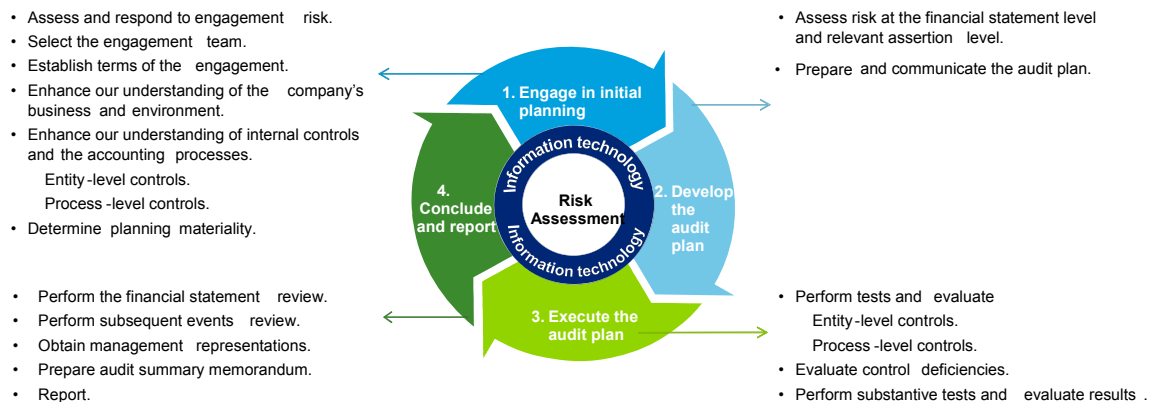 • Assess and respond to engagement risk.
• Select the engagement team.
• Establish terms of the engagement.
• Enhance our understanding of the company's
business and environment.
• Enhance our understanding of internal controls
and the accounting processes.
Entity-level controls.
Process-level controls.
• Determine planning materiality.
• Assess risk at the financial statement level
and relevant assertion level.
• Prepare and communicate the audit plan.
1. Engage in initial
planning
2. Develop
the
audit
plan
3. Execute the
audit plan
4.
Conclude
and report
Information technology
Risk
Assessment
Information technology
• Perform the financial statement review.
• Perform subsequent events review.
• Obtain management representations.
• Prepare audit summary memorandum.
• Report.
• Perform tests and evaluate
Entity-level controls.
Process-level controls.
• Evaluate control deficiencies.
• Perform substantive tests and evaluate results.